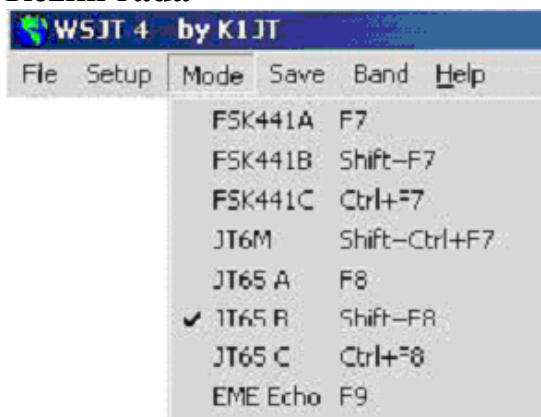 WSJT 4 by K1JT
File Setup Mode Save Band Help
FSK441A F7
FSK441B Shift-F7
FSK441C Ctrl+F7
JT6M Shift-Ctrl+F7
JT65 A F8
✔ JT65 B Shift-F8
JT65 C Ctrl+F8
EME Echo F9